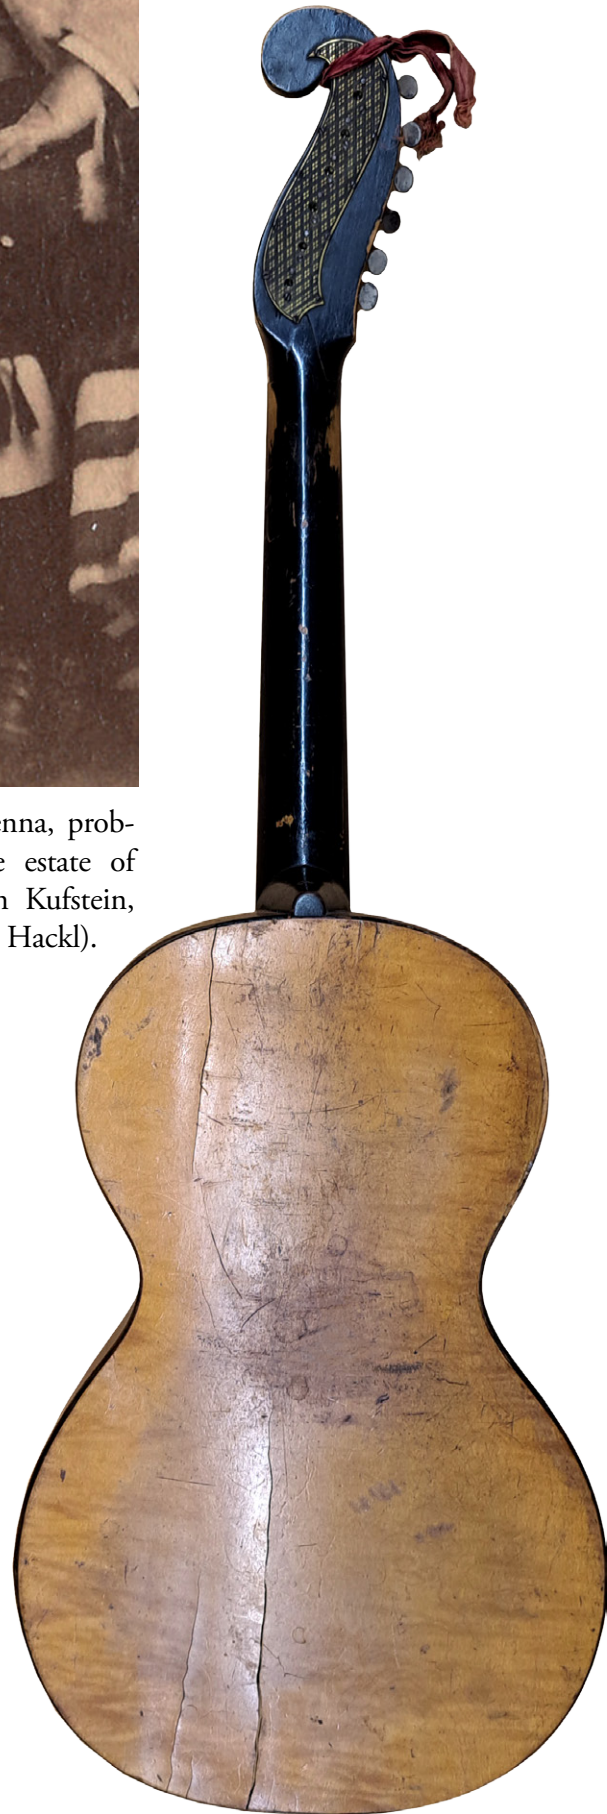 enna, prob-
e estate of
n Kufstein,
Hackl).